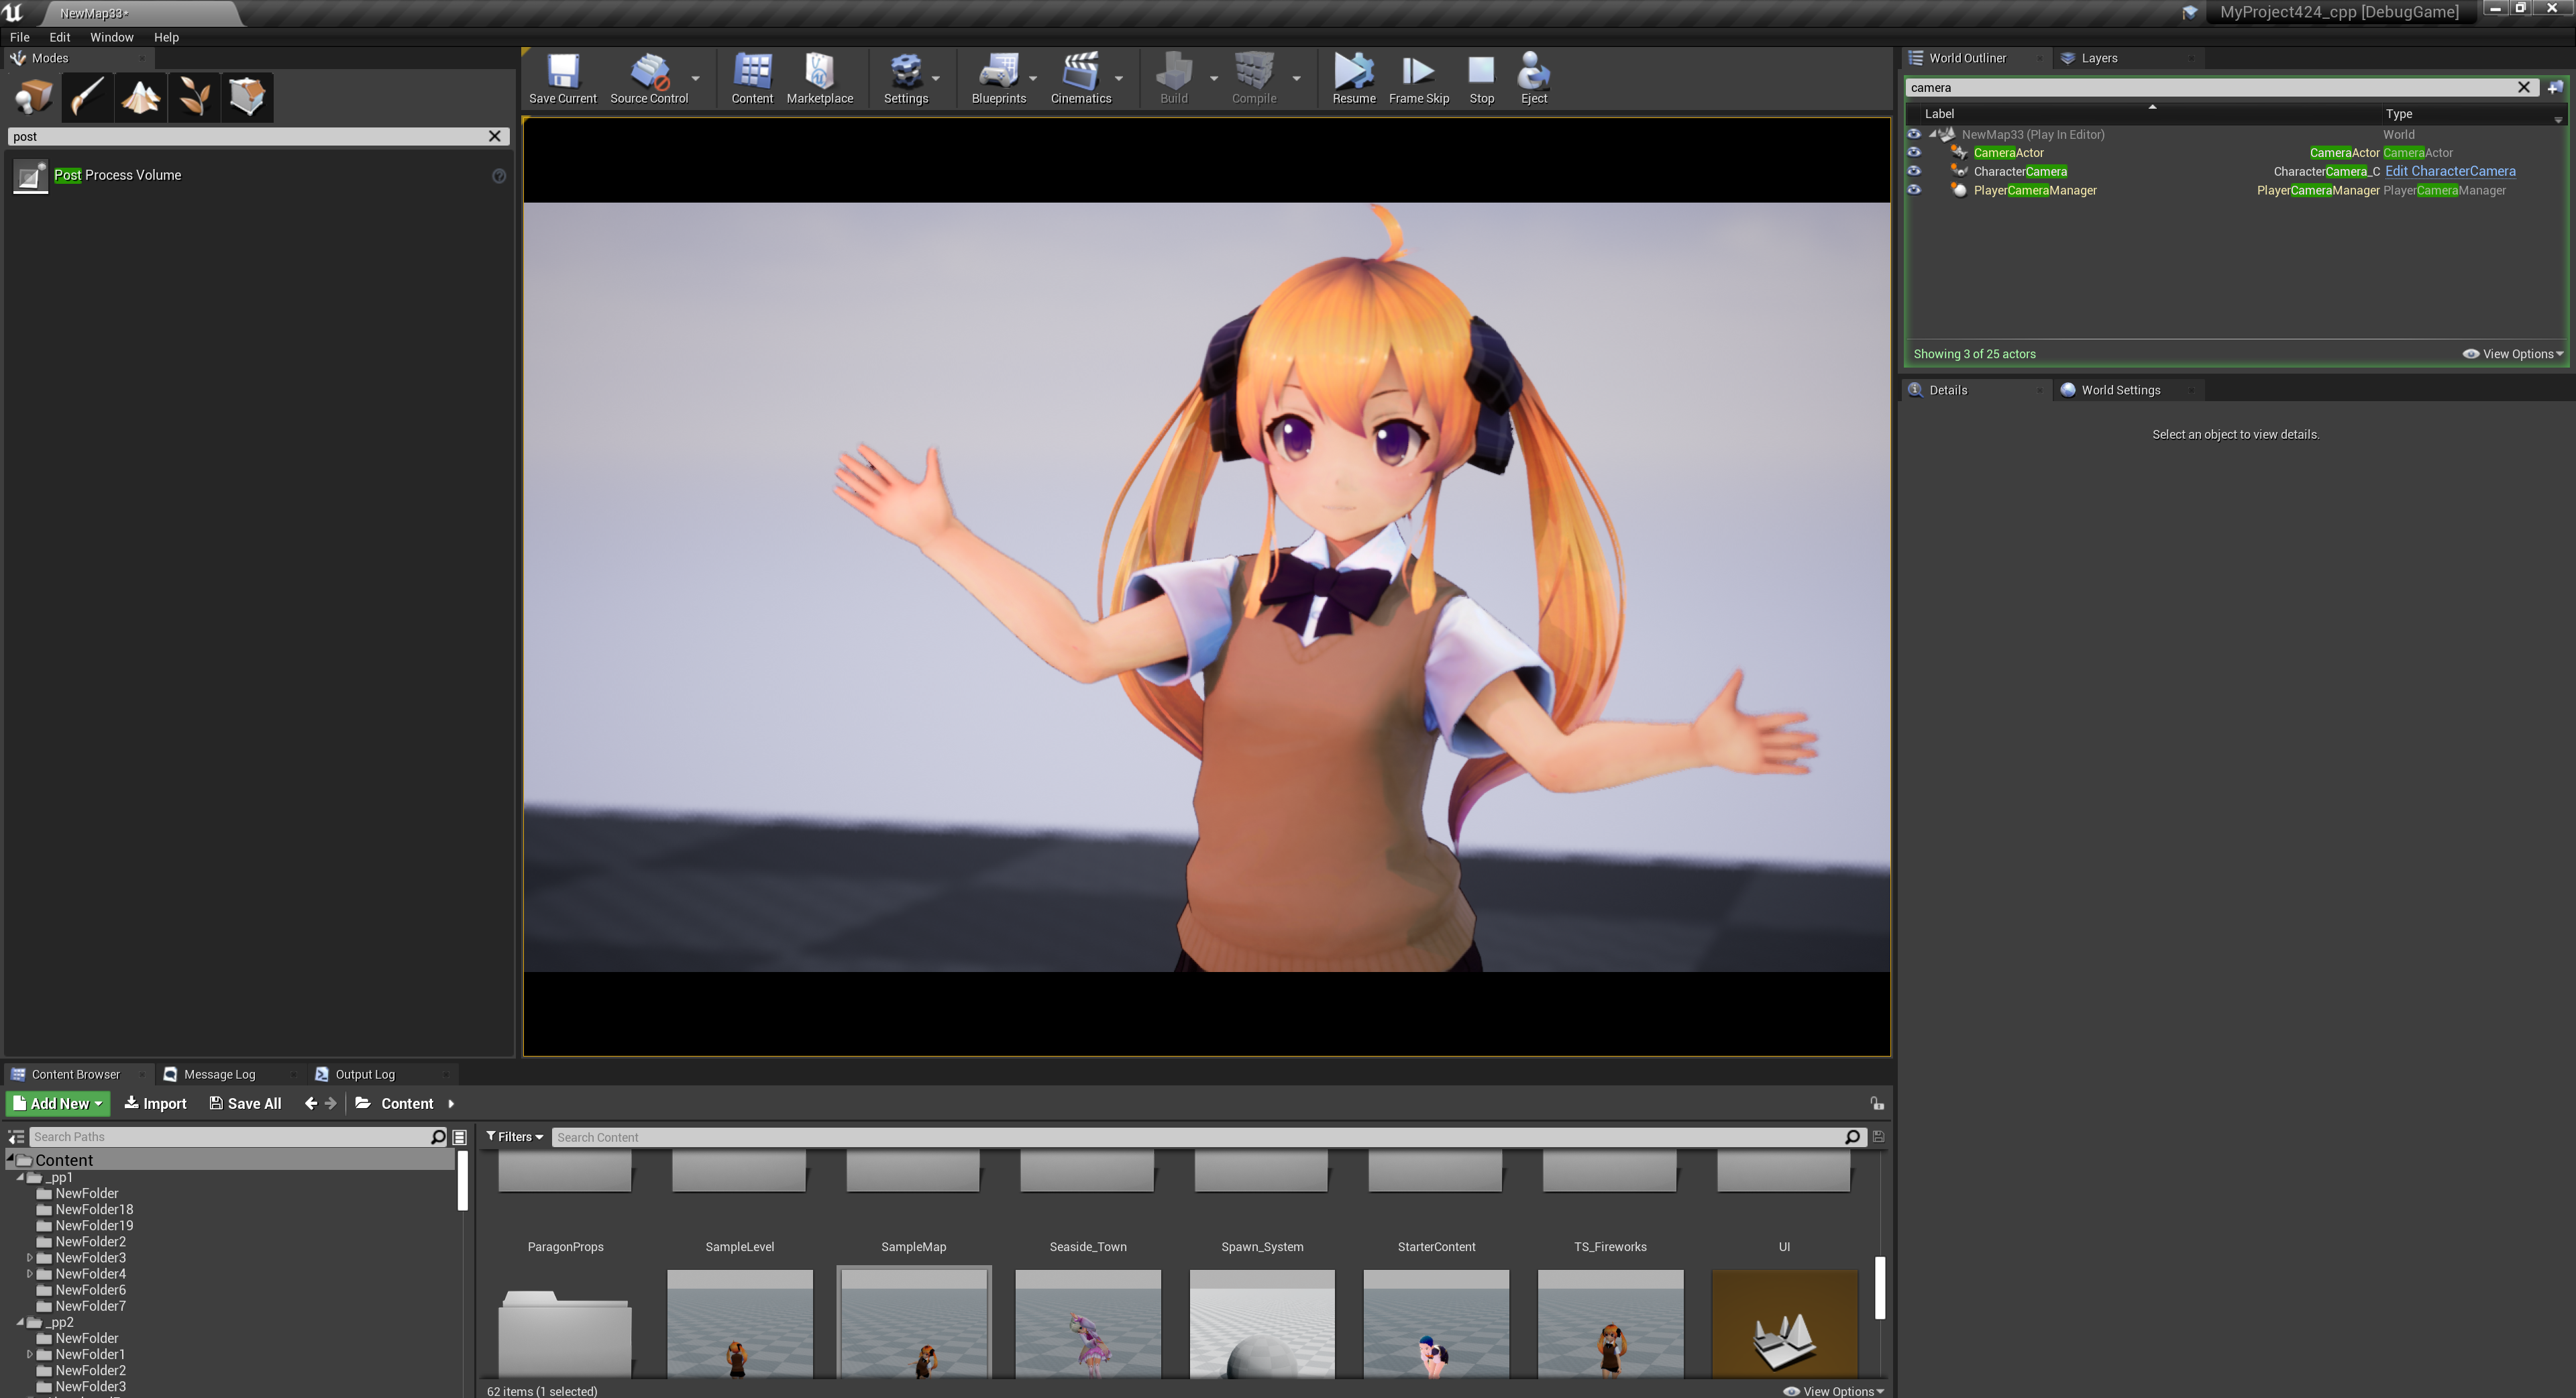 NewMap33*
MyProject424_cpp [DebugGame]
File Edit Window Help
Modes
post
Post Process Volume
Save Current
Source Control
Content
Marketplace
Settings
Blueprints
Cinematics
Build
Compile
Resume
Frame Skip
Stop
Eject
World Outliner
Layers
camera
Label Type
NewMap33 (Play In Editor) World
CameraActor CameraActor CameraActor
CharacterCamera CharacterCamera_C Edit CharacterCamera
PlayerCameraManager PlayerCameraManager PlayerCameraManager
Showing 3 of 25 actors
View Options
Details
World Settings
Select an object to view details.
Content Browser
Message Log
Output Log
Add New
Import
Save All
Content
Search Paths
Filters
Search Content
Content
_pp1
NewFolder
NewFolder18
NewFolder19
NewFolder2
NewFolder3
NewFolder4
NewFolder6
NewFolder7
_pp2
NewFolder
NewFolder1
NewFolder2
NewFolder3
ParagonProps
SampleLevel
SampleMap
Seaside_Town
Spawn_System
StarterContent
TS_Fireworks
UI
62 items (1 selected)
View Options